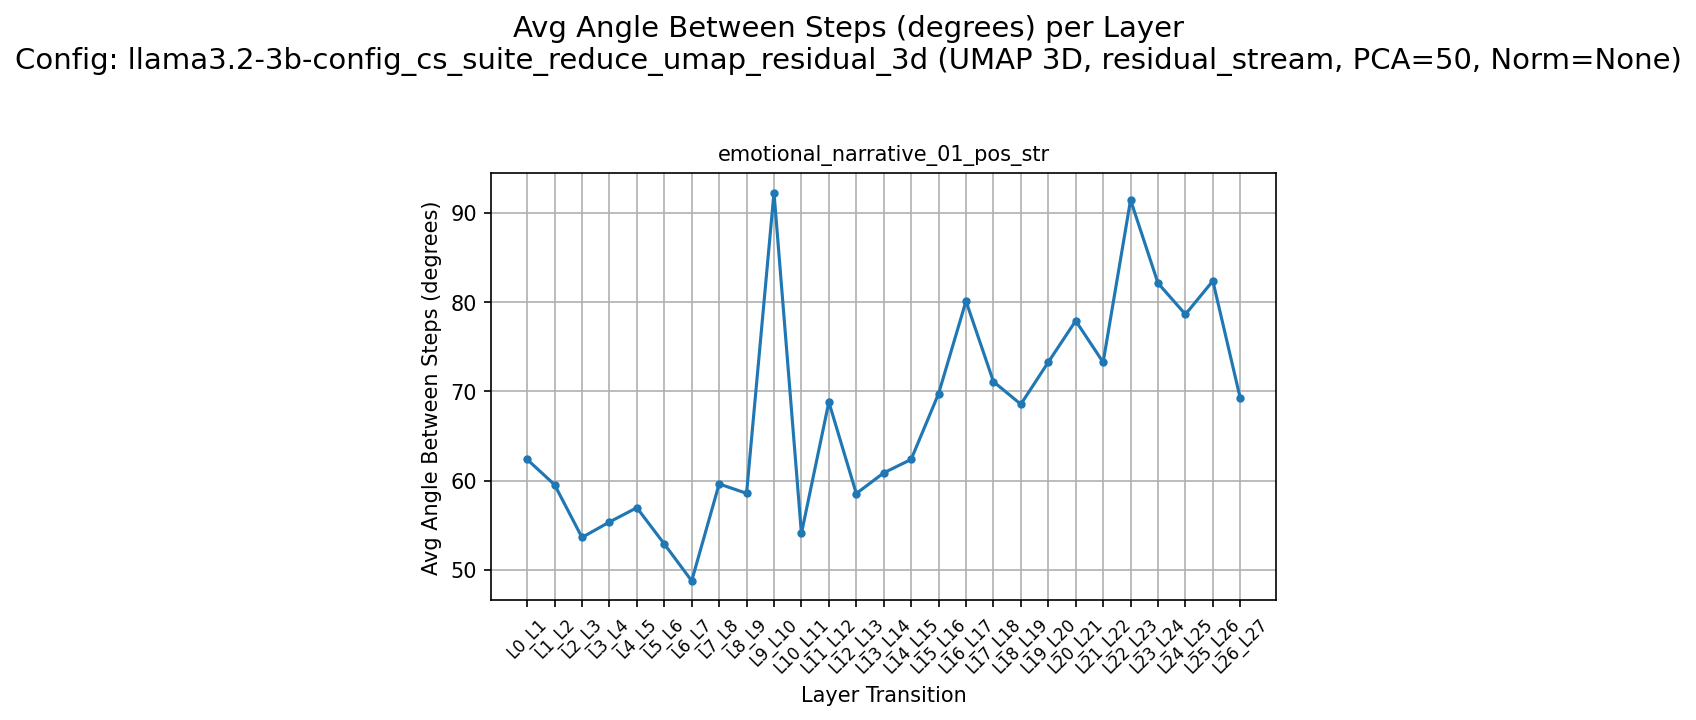 Avg Angle Between Steps (degrees) per Layer
Config: llama3.2-3b-config_cs_suite_reduce_umap_residual_3d (UMAP 3D, residual_stream, PCA=50, Norm=None)
emotional_narrative_01_pos_str
Avg Angle Between Steps (degrees)
90
80
70
60
50
L0_L1
L1_L2
L2_L3
L3_L4
L4_L5
L5_L6
L6_L7
L7_L8
L8_L9
L9_L10
L10_L11
L11_L12
L12_L13
L13_L14
L14_L15
L15_L16
L16_L17
L17_L18
L18_L19
L19_L20
L20_L21
L21_L22
L22_L23
L23_L24
L24_L25
L25_L26
L26_L27
Layer Transition